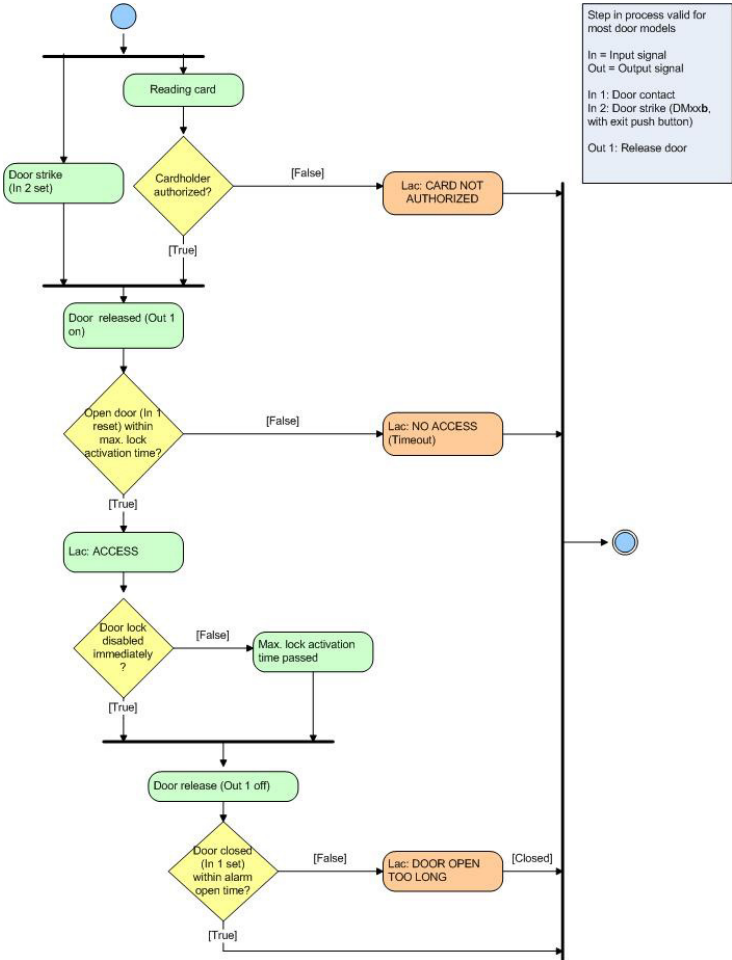 Step in process valid for
most door models
In = Input signal
Out = Output signal
In 1: Door contact
In 2: Door strike (DMxxb,
with exit push button)
Out 1: Release door
Reading card
Door strike
(In 2 set)
Cardholder
authorized?
[False]
Lac: CARD NOT
AUTHORIZED
[True]
Door released (Out 1
on)
Open door (In 1
reset) within
max. lock
activation time?
[False]
Lac: NO ACCESS
(Timeout)
[True]
Lac: ACCESS
Door lock
disabled
immediately
?
[False]
Max. lock activation
time passed
[True]
Door release (Out 1 off)
Door closed
(In 1 set)
within alarm
open time?
[False]
Lac: DOOR OPEN
TOO LONG
[Closed]
[True]